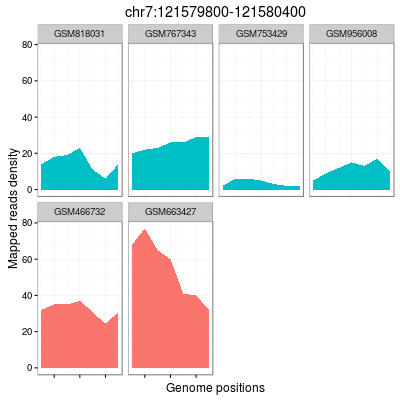 chr7:121579800-121580400
GSM818031 GSM767343 GSM753429 GSM956008
80
60
40
20
0
Mapped reads density
GSM466732 GSM663427
80
60
40
20
0
Genome positions